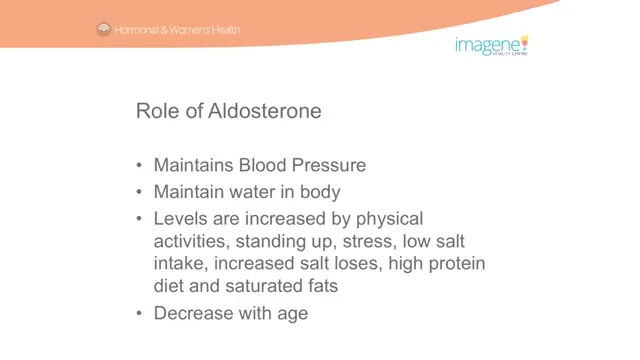 Hormonal & Women's Health
imagene
VITALITY CENTRE
Role of Aldosterone
• Maintains Blood Pressure
• Maintain water in body
• Levels are increased by physical
activities, standing up, stress, low salt
intake, increased salt loses, high protein
diet and saturated fats
• Decrease with age